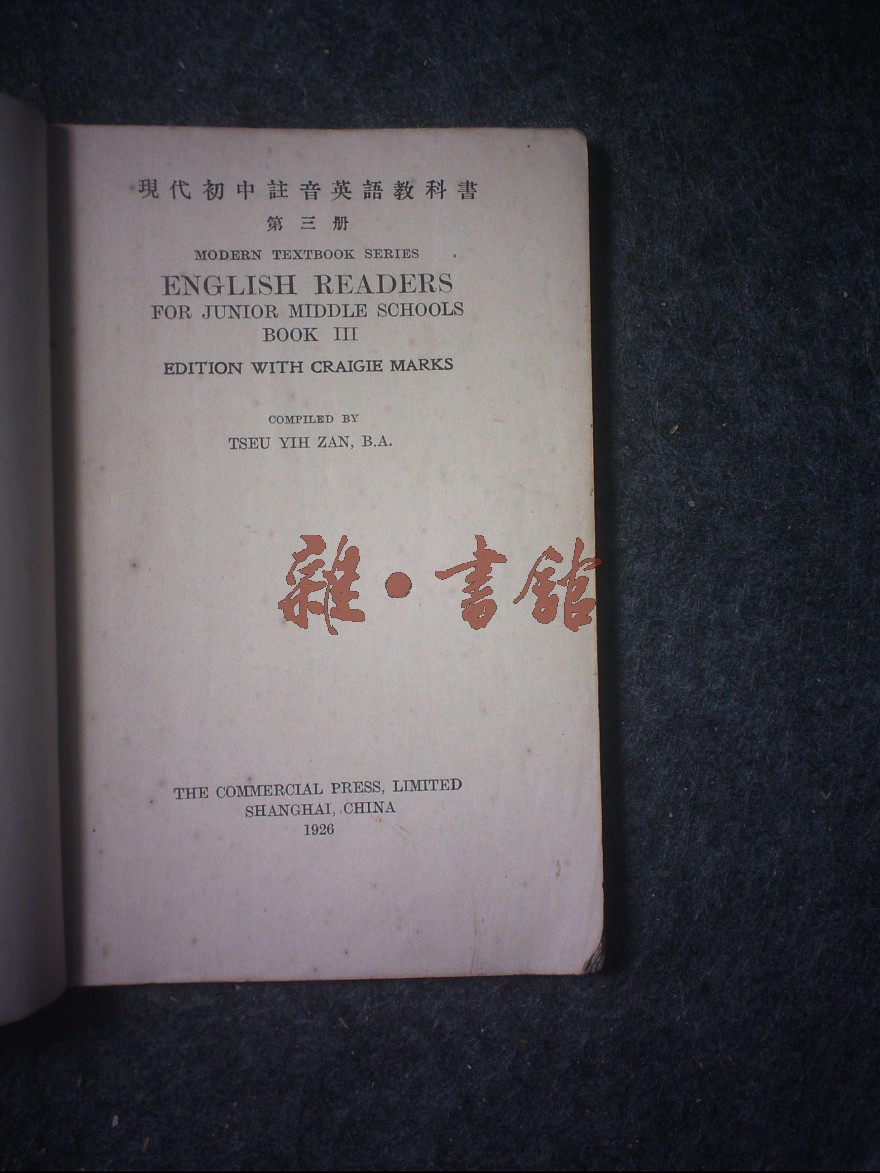 現代初中註音英語教科書
第三册
MODERN TEXTBOOK SERIES
ENGLISH READERS
FOR JUNIOR MIDDLE SCHOOLS
BOOK III
EDITION WITH CRAIGIE MARKS
COMPILED BY
TSEU YIH ZAN, B.A.
雜·書館
THE COMMERCIAL PRESS, LIMITED
SHANGHAI, CHINA
1926